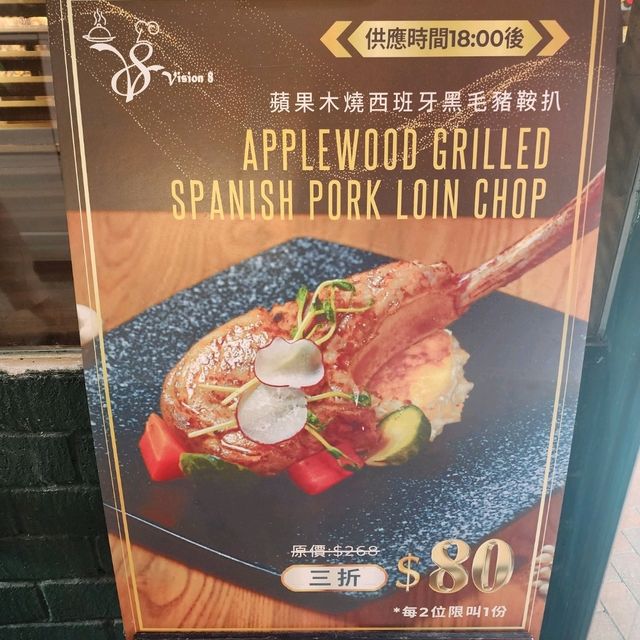 Vision 8
供應時間18:00後
蘋果木燒西班牙黑毛豬鞍扒
APPLEWOOD GRILLED
SPANISH PORK LOIN CHOP
原價:$268
三折
$80
*每2位限叫1份